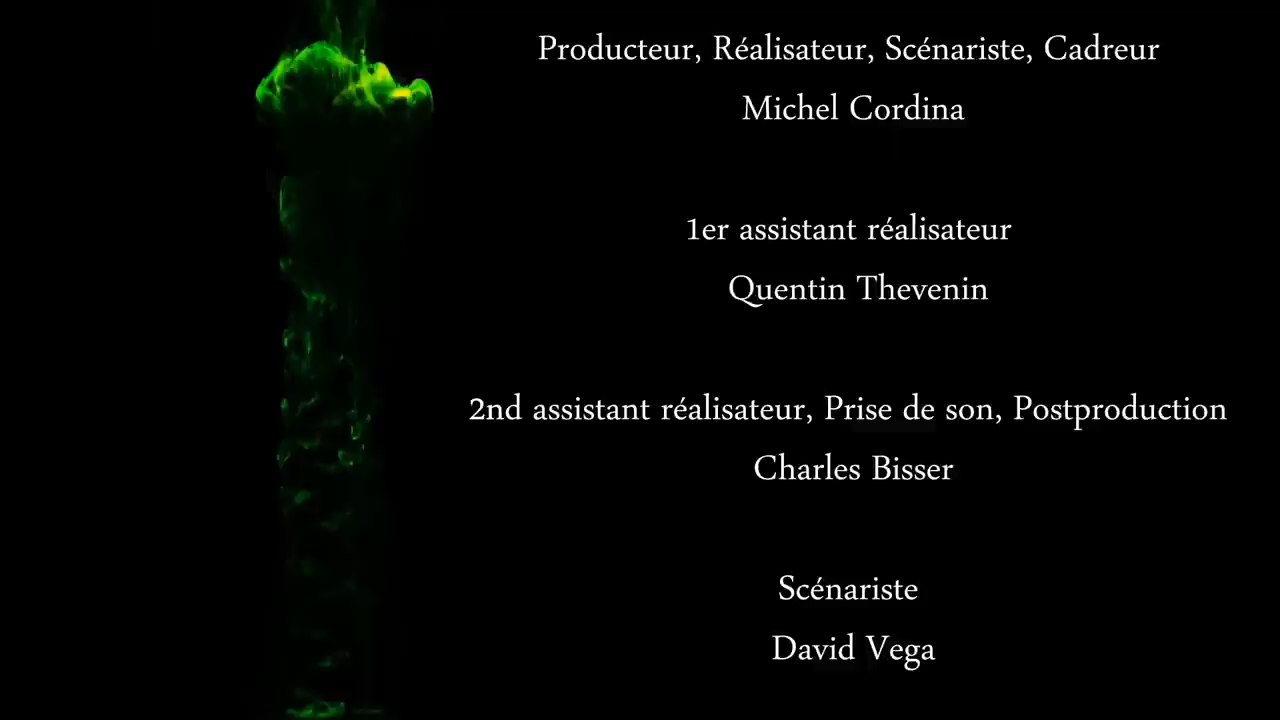 Producteur, Réalisateur, Scénariste, Cadreur
Michel Cordina
1er assistant réalisateur
Quentin Thevenin
2nd assistant réalisateur, Prise de son, Postproduction
Charles Bisser
Scénariste
David Vega